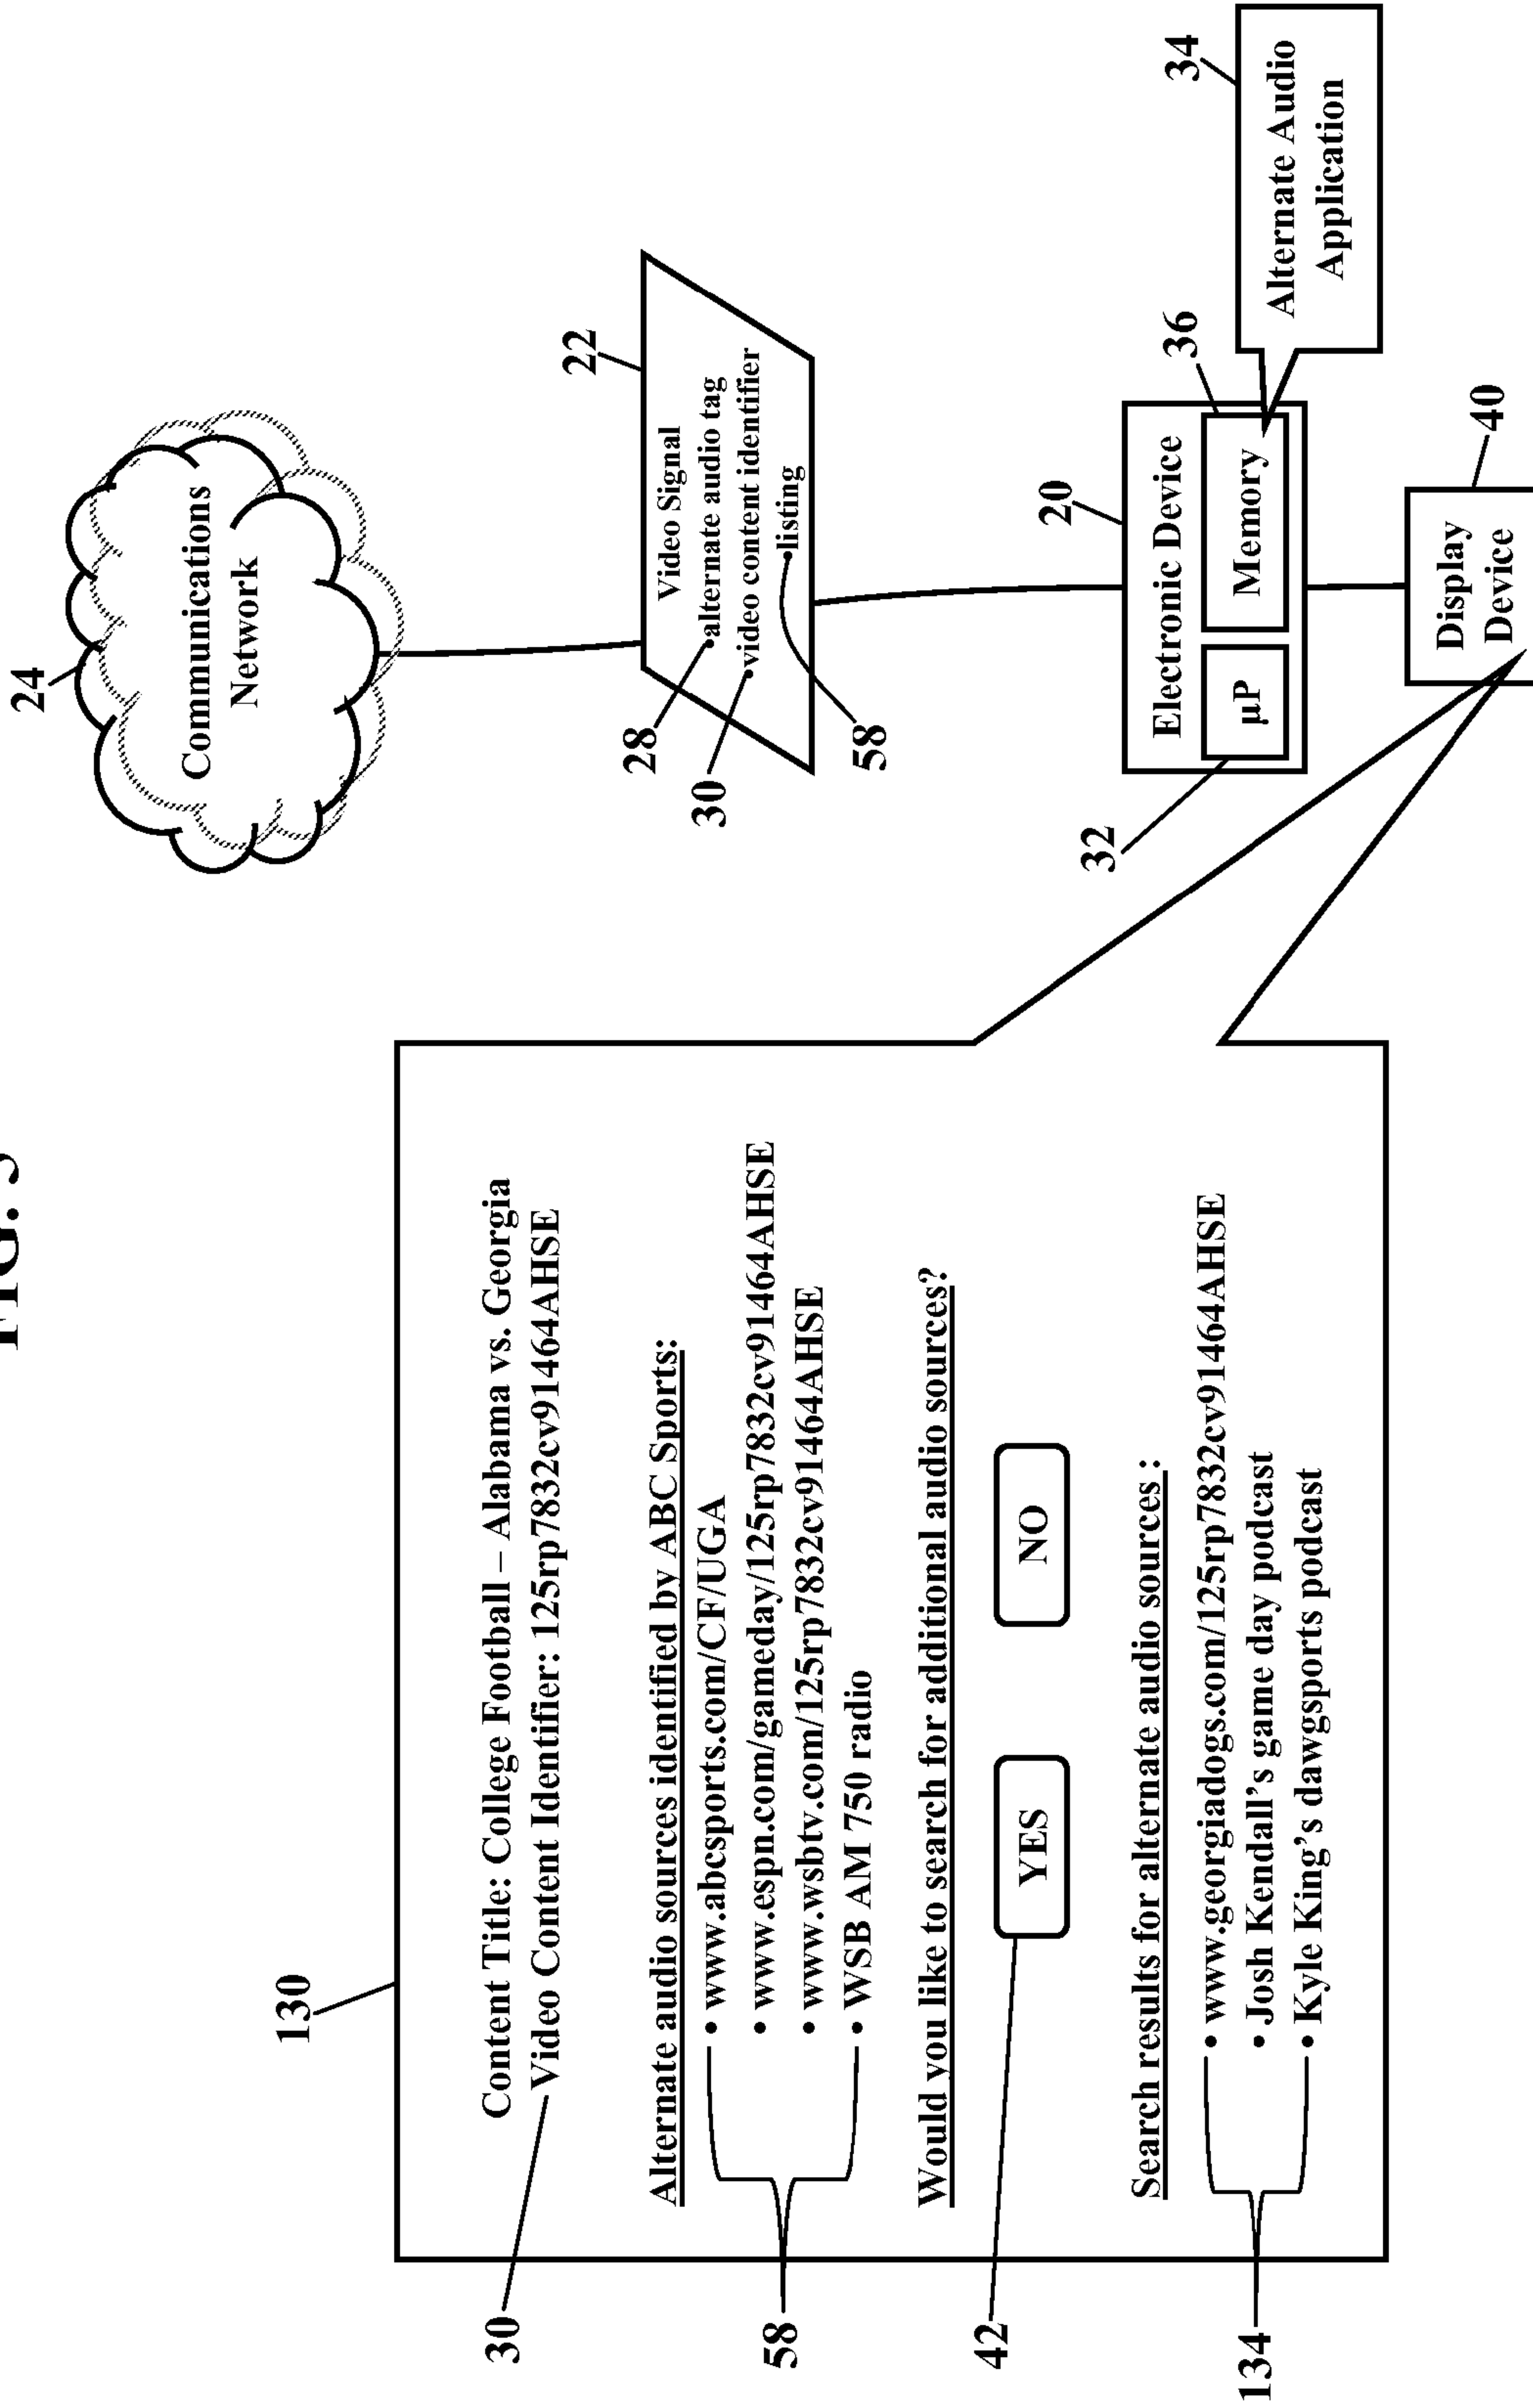 24
Communications
Network
22
Video Signal
28
•alternate audio tag
30
•video content identifier
•listing
58
20
Electronic Device
32
µP
Memory
36
34
Alternate Audio
Application
Display
Device
40
130
Content Title: College Football – Alabama vs. Georgia
30
Video Content Identifier: 125rp7832cv91464AHSE
Alternate audio sources identified by ABC Sports:
58
• www.abcsports.com/CF/UGA
• www.espn.com/gameday/125rp7832cv91464AHSE
• www.wsbtv.com/125rp7832cv91464AHSE
• WSB AM 750 radio
Would you like to search for additional audio sources?
42
YES
NO
Search results for alternate audio sources :
134
• www.georgiadogs.com/125rp7832cv91464AHSE
• Josh Kendall's game day podcast
• Kyle King's dawgsports podcast